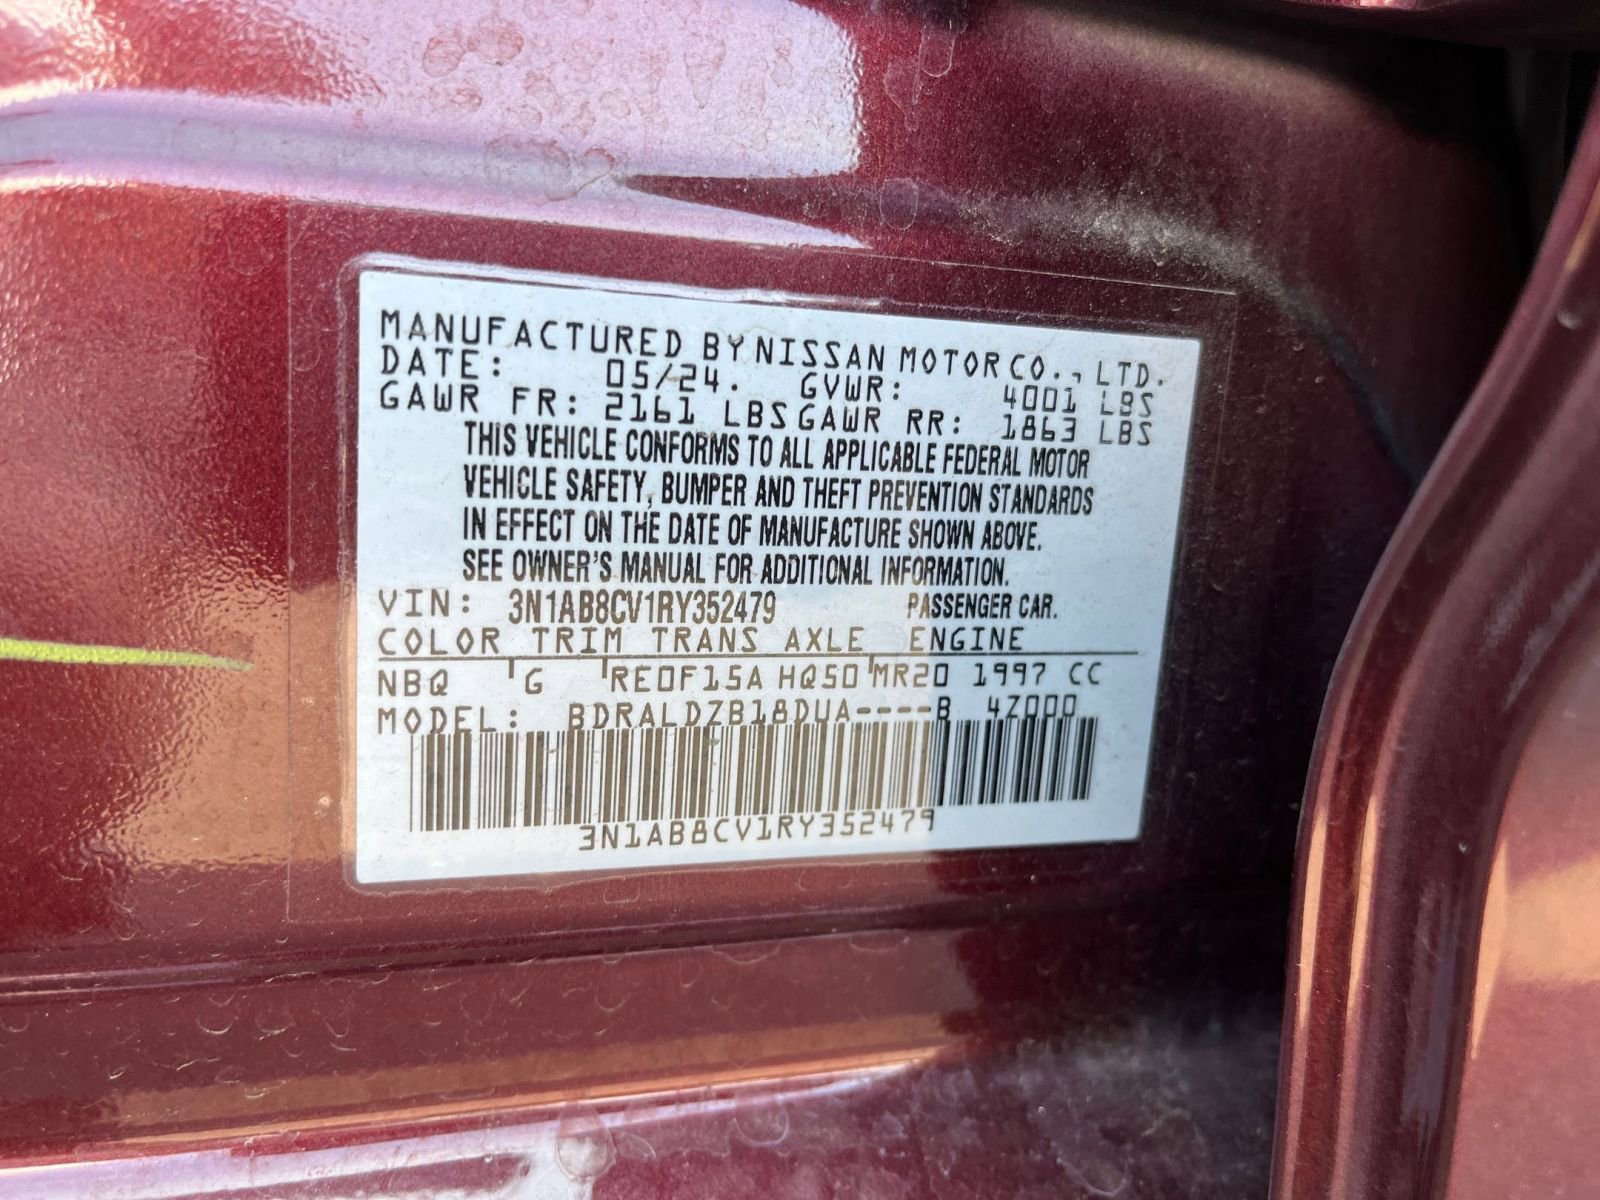 MANUFACTURED BY NISSAN MOTOR CO., LTD.
DATE: 05/24. GVWR: 4001 LBS
GAWR FR: 2161 LBS GAWR RR: 1863 LBS
THIS VEHICLE CONFORMS TO ALL APPLICABLE FEDERAL MOTOR
VEHICLE SAFETY, BUMPER AND THEFT PREVENTION STANDARDS
IN EFFECT ON THE DATE OF MANUFACTURE SHOWN ABOVE.
SEE OWNER'S MANUAL FOR ADDITIONAL INFORMATION.
VIN: 3N1AB8CV1RY352479 PASSENGER CAR.
COLOR TRIM TRANS AXLE ENGINE
NBQ G RE0F15A HQ50 MR20 1997 CC
MODEL: BDRALDZB18DUA----B 4Z000
3N1AB8CV1RY352479